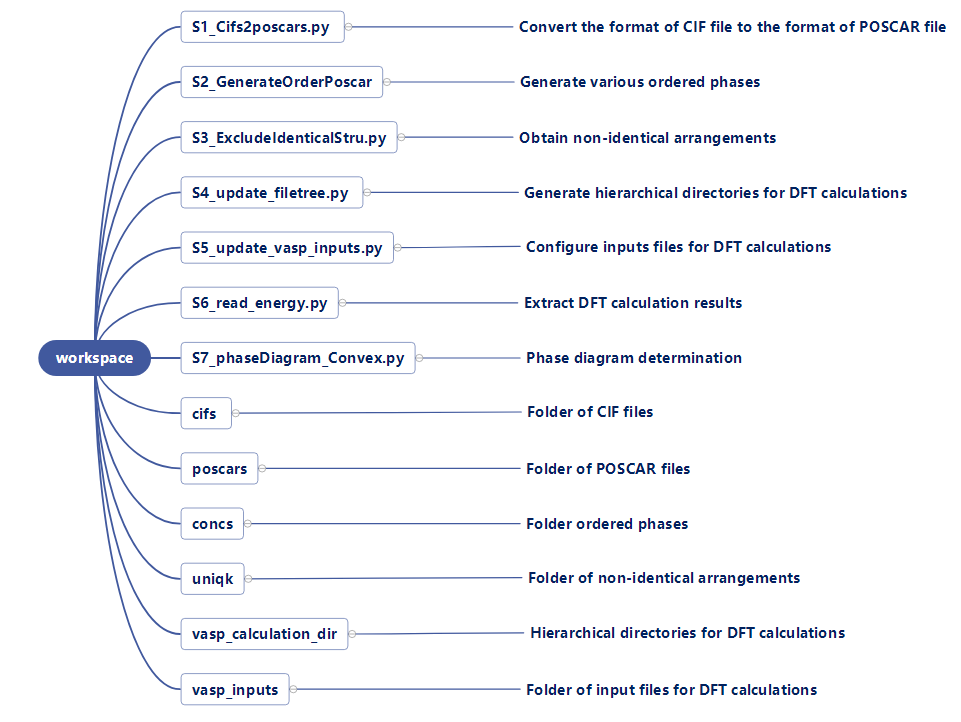 S1_Cifs2poscars.py Convert the format of CIF file to the format of POSCAR file
S2_GenerateOrderPoscar Generate various ordered phases
S3_ExcludeIdenticalStru.py Obtain non-identical arrangements
S4_update_filetree.py Generate hierarchical directories for DFT calculations
S5_update_vasp_inputs.py Configure inputs files for DFT calculations
S6_read_energy.py Extract DFT calculation results
workspace
S7_phaseDiagram_Convex.py Phase diagram determination
cifs Folder of CIF files
poscars Folder of POSCAR files
concs Folder ordered phases
uniqk Folder of non-identical arrangements
vasp_calculation_dir Hierarchical directories for DFT calculations
vasp_inputs Folder of input files for DFT calculations